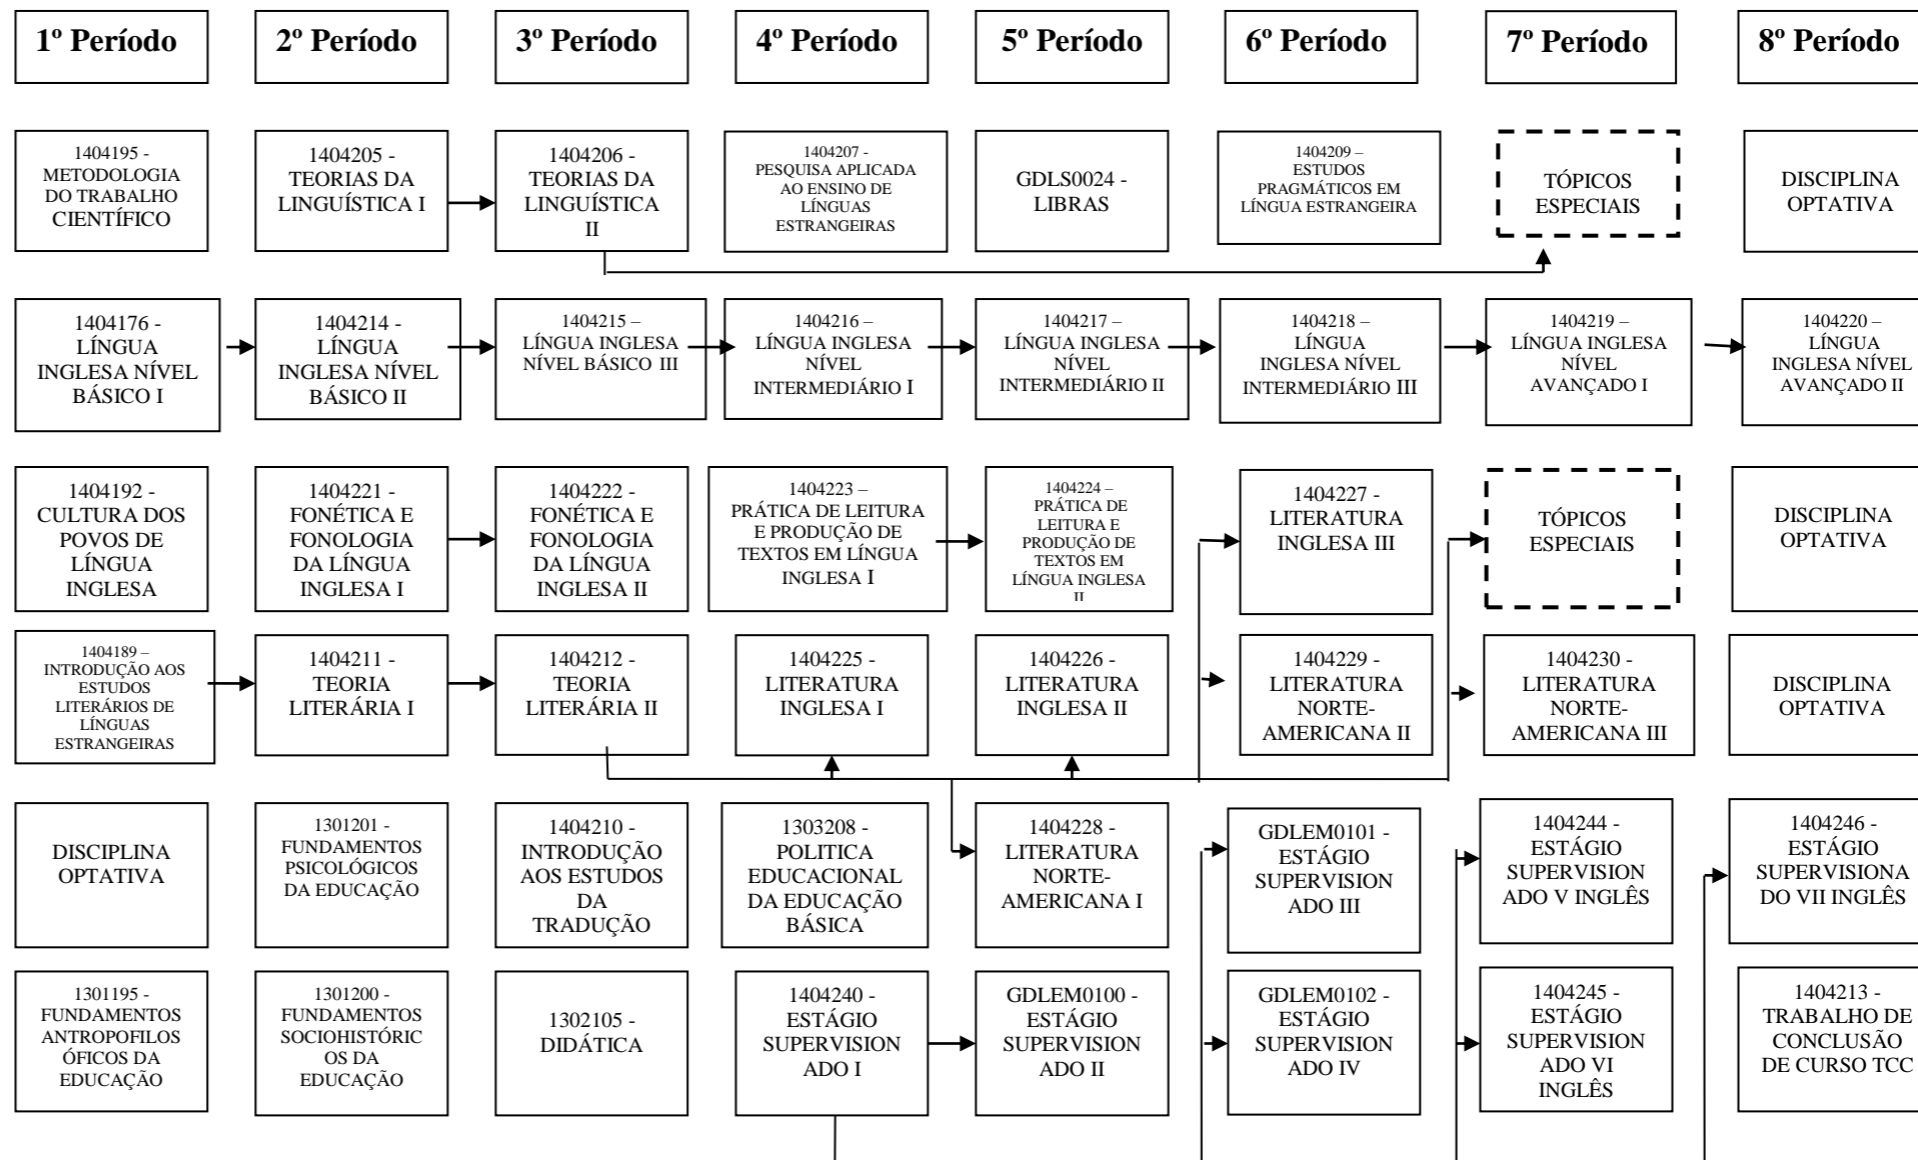 1º Período
2º Período
3º Período
4º Período
5º Período
6º Período
7º Período
8º Período
1404195 -
METODOLOGIA
DO TRABALHO
CIENTÍFICO
1404205 -
TEORIAS DA
LINGUÍSTICA I
1404206 -
TEORIAS DA
LINGUÍSTICA
II
1404207 -
PESQUISA APLICADA
AO ENSINO DE
LÍNGUAS
ESTRANGEIRAS
GDLS0024 -
LIBRAS
1404209 –
ESTUDOS
PRAGMÁTICOS EM
LÍNGUA ESTRANGEIRA
TÓPICOS
ESPECIAIS
DISCIPLINA
OPTATIVA
1404176 -
LÍNGUA
INGLESA NÍVEL
BÁSICO I
1404214 -
LÍNGUA
INGLESA NÍVEL
BÁSICO II
1404215 –
LÍNGUA INGLESA
NÍVEL BÁSICO III
1404216 –
LÍNGUA INGLESA
NÍVEL
INTERMEDIÁRIO I
1404217 –
LÍNGUA INGLESA
NÍVEL
INTERMEDIÁRIO II
1404218 –
LÍNGUA
INGLESA NÍVEL
INTERMEDIÁRIO III
1404219 –
LÍNGUA INGLESA
NÍVEL
AVANÇADO I
1404220 –
LÍNGUA
INGLESA NÍVEL
AVANÇADO II
1404192 -
CULTURA DOS
POVOS DE
LÍNGUA
INGLESA
1404221 -
FONÉTICA E
FONOLOGIA
DA LÍNGUA
INGLESA I
1404222 -
FONÉTICA E
FONOLOGIA
DA LÍNGUA
INGLESA II
1404223 –
PRÁTICA DE LEITURA
E PRODUÇÃO DE
TEXTOS EM LÍNGUA
INGLESA I
1404224 –
PRÁTICA DE
LEITURA E
PRODUÇÃO DE
TEXTOS EM
LÍNGUA INGLESA
II
1404227 -
LITERATURA
INGLESA III
TÓPICOS
ESPECIAIS
DISCIPLINA
OPTATIVA
1404189 –
INTRODUÇÃO AOS
ESTUDOS
LITERÁRIOS DE
LÍNGUAS
ESTRANGEIRAS
1404211 -
TEORIA
LITERÁRIA I
1404212 -
TEORIA
LITERÁRIA II
1404225 -
LITERATURA
INGLESA I
1404226 -
LITERATURA
INGLESA II
1404229 -
LITERATURA
NORTE-
AMERICANA II
1404230 -
LITERATURA
NORTE-
AMERICANA III
DISCIPLINA
OPTATIVA
DISCIPLINA
OPTATIVA
1301201 -
FUNDAMENTOS
PSICOLÓGICOS
DA EDUCAÇÃO
1404210 -
INTRODUÇÃO
AOS ESTUDOS
DA
TRADUÇÃO
1303208 -
POLITICA
EDUCACIONAL
DA EDUCAÇÃO
BÁSICA
1404228 -
LITERATURA
NORTE-
AMERICANA I
GDLEM0101 -
ESTÁGIO
SUPERVISION
ADO III
1404244 -
ESTÁGIO
SUPERVISION
ADO V INGLÊS
1404246 -
ESTÁGIO
SUPERVISIONA
DO VII INGLÊS
1301195 -
FUNDAMENTOS
ANTROPOFILOS
ÓFICOS DA
EDUCAÇÃO
1301200 -
FUNDAMENTOS
SOCIOHISTÓRIC
OS DA
EDUCAÇÃO
1302105 -
DIDÁTICA
1404240 -
ESTÁGIO
SUPERVISION
ADO I
GDLEM0100 -
ESTÁGIO
SUPERVISION
ADO II
GDLEM0102 -
ESTÁGIO
SUPERVISION
ADO IV
1404245 -
ESTÁGIO
SUPERVISION
ADO VI
INGLÊS
1404213 -
TRABALHO DE
CONCLUSÃO
DE CURSO TCC